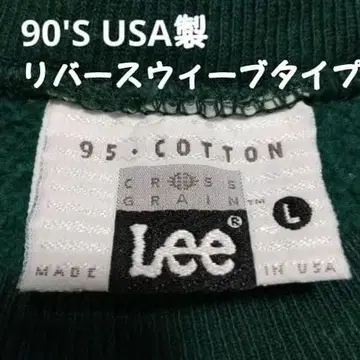 90'S USA製
リバースウィーブタイプ
95・COTTON
CROSS
GRAIN™
Lee®
L
MADE IN USA